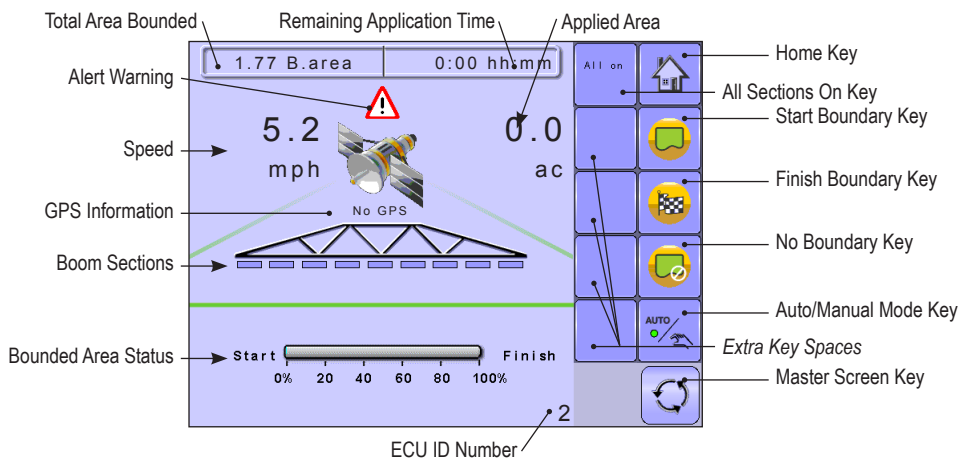 Total Area Bounded
Remaining Application Time
Applied Area
1.77 B.area
0:00 hh:mm
All on
Home Key
Alert Warning
All Sections On Key
5.2
0.0
Start Boundary Key
Speed
mph
ac
Finish Boundary Key
GPS Information
No GPS
No Boundary Key
Boom Sections
AUTO
Auto/Manual Mode Key
Extra Key Spaces
Bounded Area Status
Start
Finish
0% 20 40 60 80 100%
Master Screen Key
2
ECU ID Number